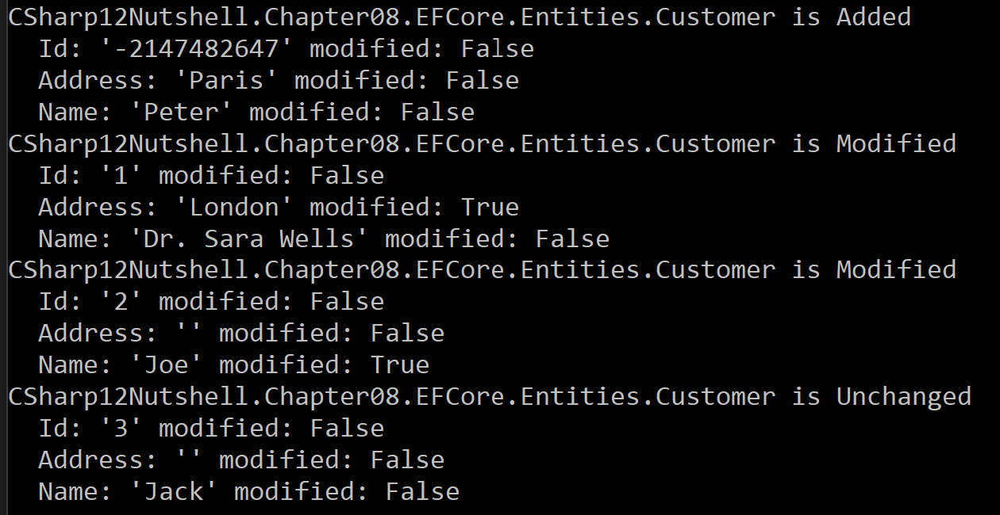 CSharp12Nutshell.Chapter08.EFCore.Entities.Customer is Added
  Id: '-2147482647' modified: False
  Address: 'Paris' modified: False
  Name: 'Peter' modified: False
CSharp12Nutshell.Chapter08.EFCore.Entities.Customer is Modified
  Id: '1' modified: False
  Address: 'London' modified: True
  Name: 'Dr. Sara Wells' modified: False
CSharp12Nutshell.Chapter08.EFCore.Entities.Customer is Modified
  Id: '2' modified: False
  Address: '' modified: False
  Name: 'Joe' modified: True
CSharp12Nutshell.Chapter08.EFCore.Entities.Customer is Unchanged
  Id: '3' modified: False
  Address: '' modified: False
  Name: 'Jack' modified: False